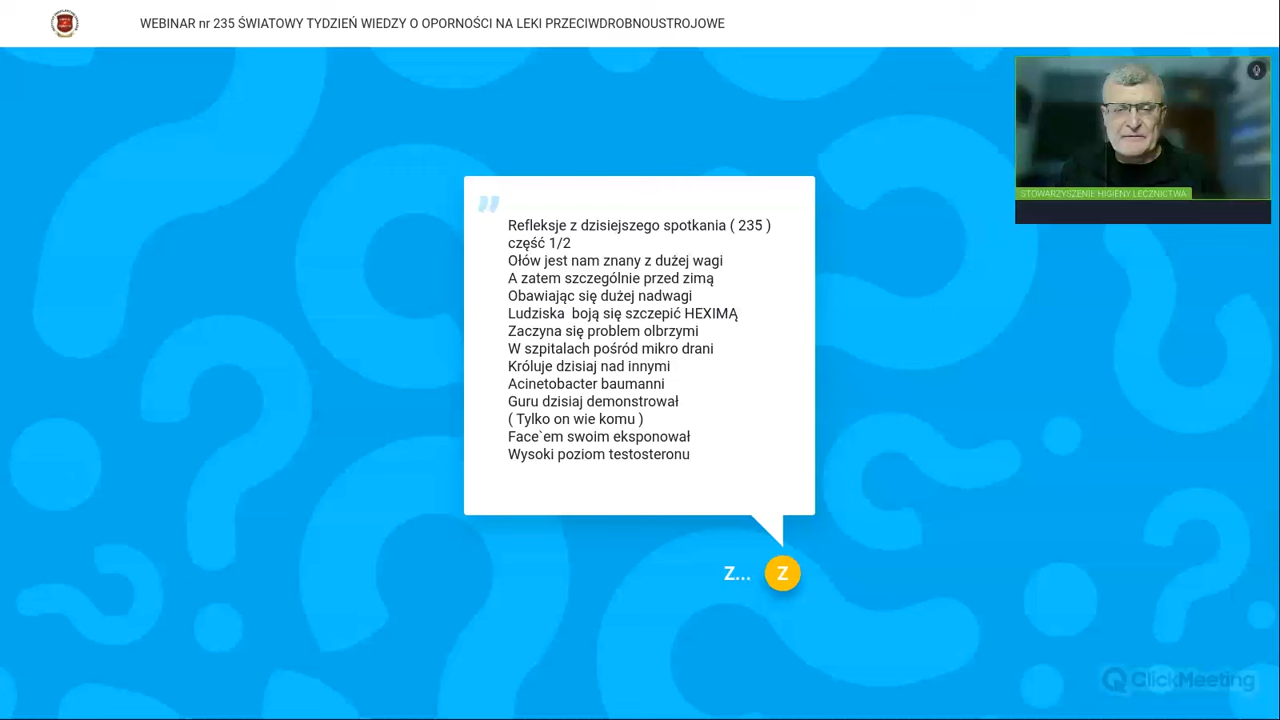 WEBINAR nr 235 ŚWIATOWY TYDZIEŃ WIEDZY O OPORNOŚCI NA LEKI PRZECIWDROBNOUSTROJOWE
STOWARZYSZENIE HIGIENY LECZNICTWA
Refleksje z dzisiejszego spotkania ( 235 )
część 1/2
Ołów jest nam znany z dużej wagi
A zatem szczególnie przed zimą
Obawiając się dużej nadwagi
Ludziska  boją się szczepić HEXIMĄ
Zaczyna się problem olbrzymi
W szpitalach pośród mikro drani
Króluje dzisiaj nad innymi
Acinetobacter baumanni
Guru dzisiaj demonstrował
( Tylko on wie komu )
Face`em swoim eksponował
Wysoki poziom testosteronu
Z... Z
ClickMeeting